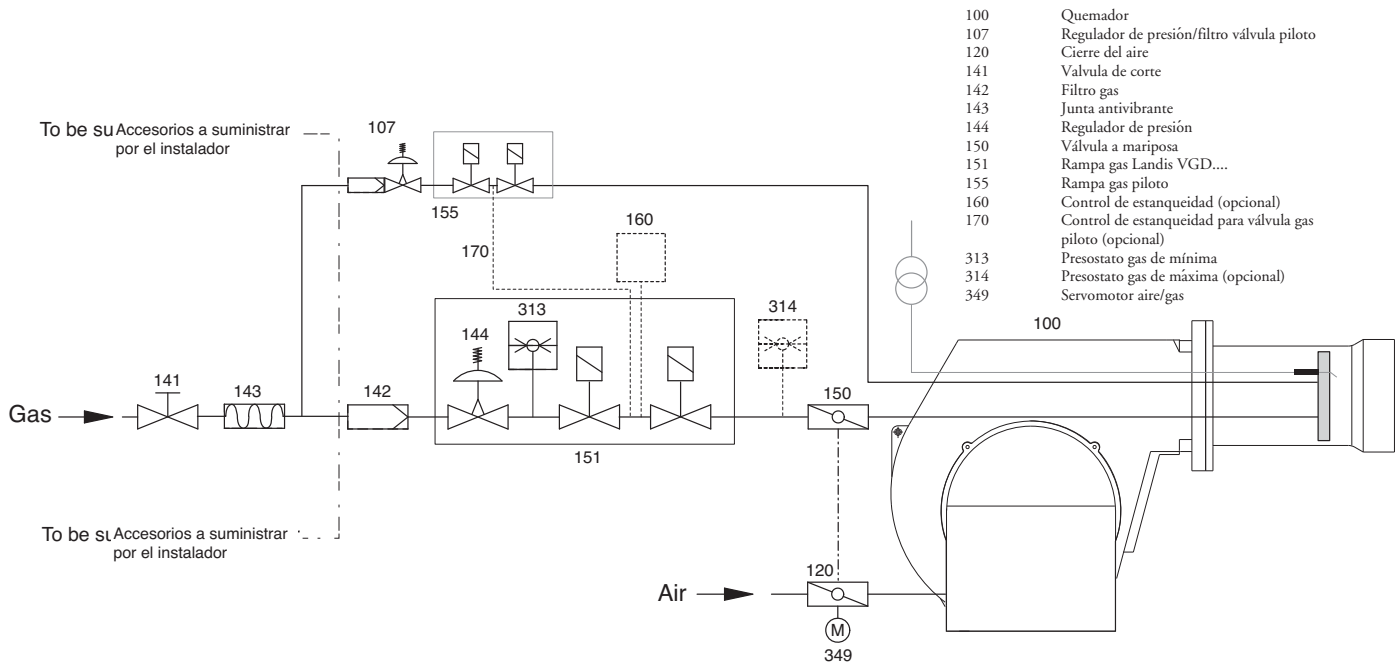 100 Quemador
107 Regulador de presión/filtro válvula piloto
120 Cierre del aire
141 Valvula de corte
142 Filtro gas
143 Junta antivibrante
144 Regulador de presión
150 Válvula a mariposa
151 Rampa gas Landis VGD....
155 Rampa gas piloto
160 Control de estanqueidad (opcional)
170 Control de estanqueidad para válvula gas
piloto (opcional)
313 Presostato gas de mínima
314 Presostato gas de máxima (opcional)
349 Servomotor aire/gas
To be su Accesorios a suministrar
por el instalador
107
155
160
170
313
314
100
144
141
143
142
150
Gas
151
To be su Accesorios a suministrar
por el instalador
120
Air
M
349